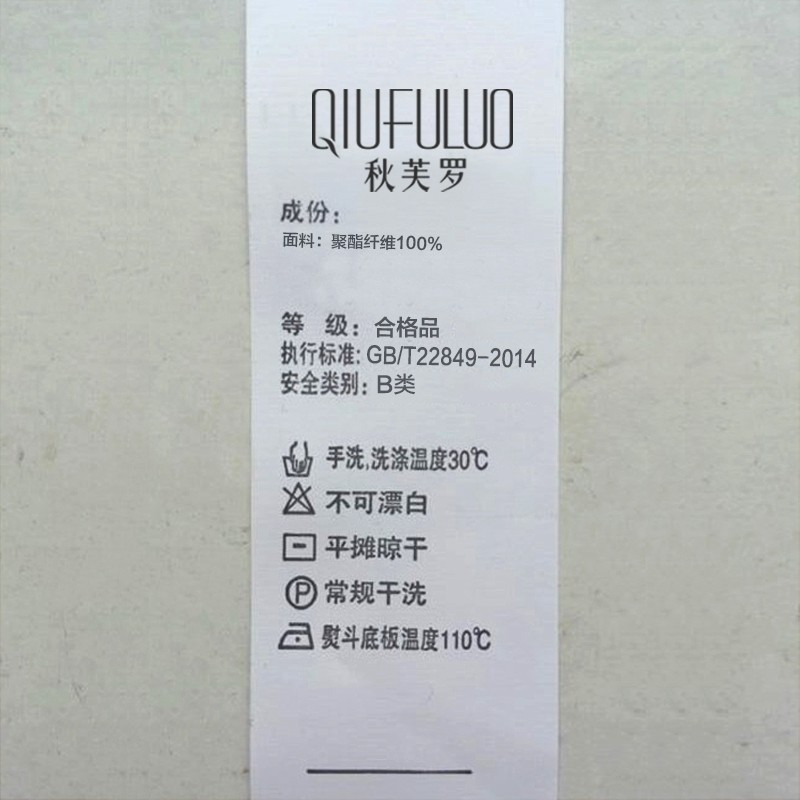 QIUFULUO
秋芙罗
成份：
面料：聚酯纤维100%
等 级：合格品
执行标准：GB/T22849-2014
安全类别：B类
手洗,洗涤温度30℃
不可漂白
平摊晾干
P 常规干洗
熨斗底板温度110℃